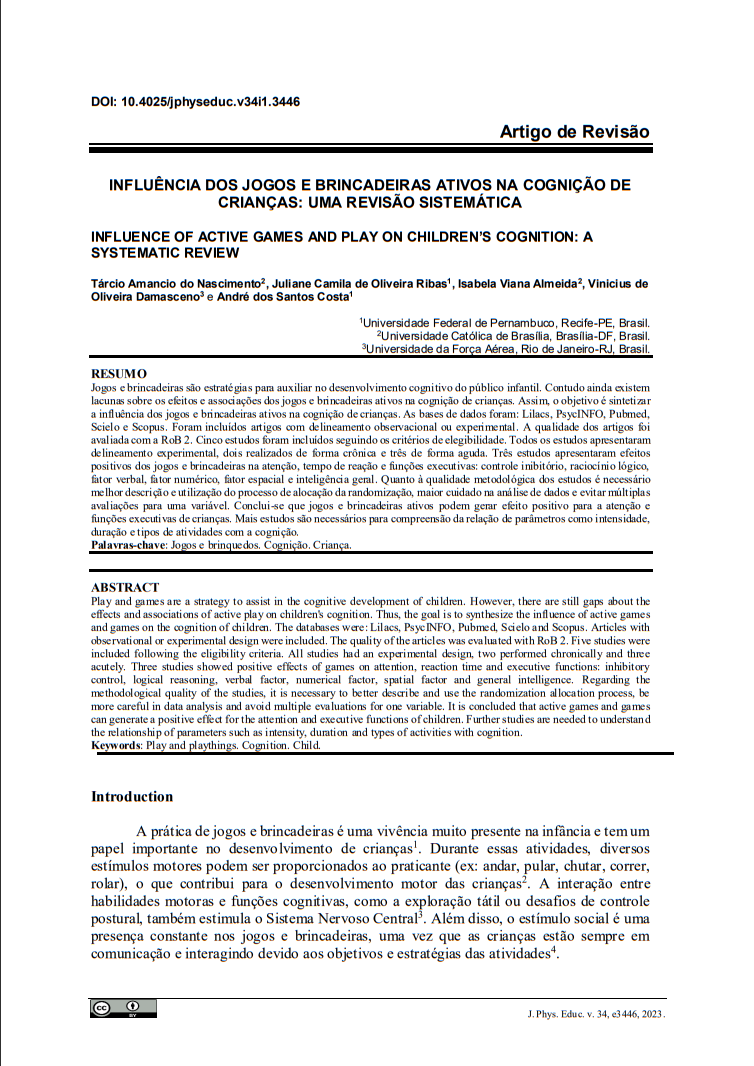 DOI: 10.4025/jphyseduc.v34i1.3446
Artigo de Revisão
INFLUÊNCIA DOS JOGOS E BRINCADEIRAS ATIVOS NA COGNIÇÃO DE
CRIANÇAS: UMA REVISÃO SISTEMÁTICA
INFLUENCE OF ACTIVE GAMES AND PLAY ON CHILDREN'S COGNITION: A
SYSTEMATIC REVIEW
Tárcio Amancio do Nascimento², Juliane Camila de Oliveira Ribas¹, Isabela Viana Almeida², Vinicius de
Oliveira Damasceno³ e André dos Santos Costa¹
¹Universidade Federal de Pernambuco, Recife-PE, Brasil.
²Universidade Católica de Brasília, Brasília-DF, Brasil.
³Universidade da Força Aérea, Rio de Janeiro-RJ, Brasil.
RESUMO
Jogos e brincadeiras são estratégias para auxiliar no desenvolvimento cognitivo do público infantil. Contudo ainda existem
lacunas sobre os efeitos e associações dos jogos e brincadeiras ativos na cognição de crianças. Assim, o objetivo é sintetizar
a influência dos jogos e brincadeiras ativos na cognição de crianças. As bases de dados foram: Lilacs, PsycINFO, Pubmed,
Scielo e Scopus. Foram incluídos artigos com delineamento observacional ou experimental. A qualidade dos artigos foi
avaliada com a RoB 2. Cinco estudos foram incluídos seguindo os critérios de elegibilidade. Todos os estudos apresentaram
delineamento experimental, dois realizados de forma crônica e três de forma aguda. Três estudos apresentaram efeitos
positivos dos jogos e brincadeiras na atenção, tempo de reação e funções executivas: controle inibitório, raciocínio lógico,
fator verbal, fator numérico, fator espacial e inteligência geral. Quanto à qualidade metodológica dos estudos é necessário
melhor descrição e utilização do processo de alocação da randomização, maior cuidado na análise de dados e evitar múltiplas
avaliações para uma variável. Conclui-se que jogos e brincadeiras ativos podem gerar efeito positivo para a atenção e
funções executivas de crianças. Mais estudos são necessários para compreensão da relação de parâmetros como intensidade,
duração e tipos de atividades com a cognição.
Palavras-chave: Jogos e brinquedos. Cognição. Criança.
ABSTRACT
Play and games are a strategy to assist in the cognitive development of children. However, there are still gaps about the
effects and associations of active play on children's cognition. Thus, the goal is to synthesize the influence of active games
and games on the cognition of children. The databases were: Lilacs, PsycINFO, Pubmed, Scielo and Scopus. Articles with
observational or experimental design were included. The quality of the articles was evaluated with RoB 2. Five studies were
included following the eligibility criteria. All studies had an experimental design, two performed chronically and three
acutely. Three studies showed positive effects of games on attention, reaction time and executive functions: inhibitory
control, logical reasoning, verbal factor, numerical factor, spatial factor and general intelligence. Regarding the
methodological quality of the studies, it is necessary to better describe and use the randomization allocation process, be
more careful in data analysis and avoid multiple evaluations for one variable. It is concluded that active games and games
can generate a positive effect for the attention and executive functions of children. Further studies are needed to understand
the relationship of parameters such as intensity, duration and types of activities with cognition.
Keywords: Play and playthings. Cognition. Child.
Introduction
A prática de jogos e brincadeiras é uma vivência muito presente na infância e tem um
papel importante no desenvolvimento de crianças¹. Durante essas atividades, diversos
estímulos motores podem ser proporcionados ao praticante (ex: andar, pular, chutar, correr,
rolar), o que contribui para o desenvolvimento motor das crianças². A interação entre
habilidades motoras e funções cognitivas, como a exploração tátil ou desafios de controle
postural, também estimula o Sistema Nervoso Central³. Além disso, o estímulo social é uma
presença constante nos jogos e brincadeiras, uma vez que as crianças estão sempre em
comunicação e interagindo devido aos objetivos e estratégias das atividades⁴.
cc BY
J. Phys. Educ. v. 34, e3446, 2023.